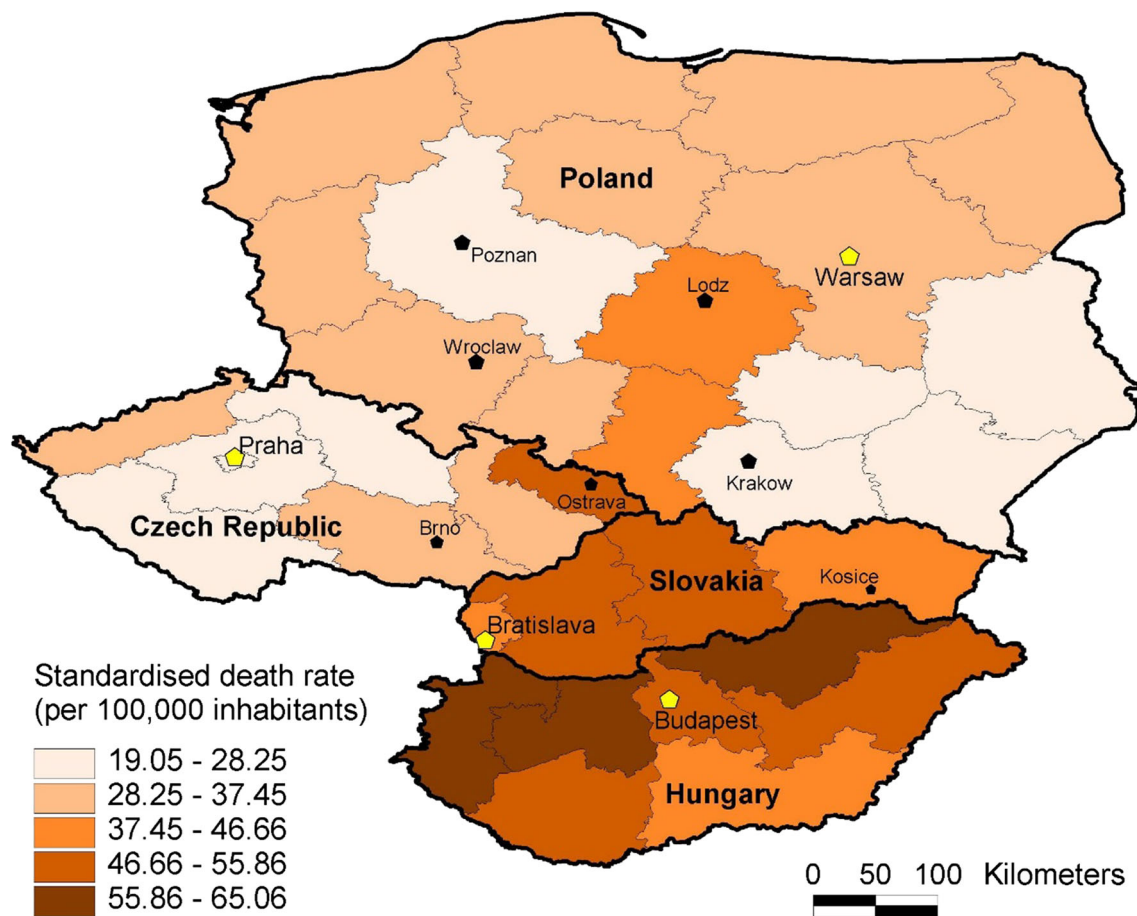 Poland
Poznan
Warsaw
Lodz
Wroclaw
Praha
Krakow
Ostrava
Czech Republic
Brno
Slovakia
Kosice
Bratislava
Budapest
Hungary
Standardised death rate
(per 100,000 inhabitants)
19.05 - 28.25
28.25 - 37.45
37.45 - 46.66
46.66 - 55.86
55.86 - 65.06
0 50 100 Kilometers